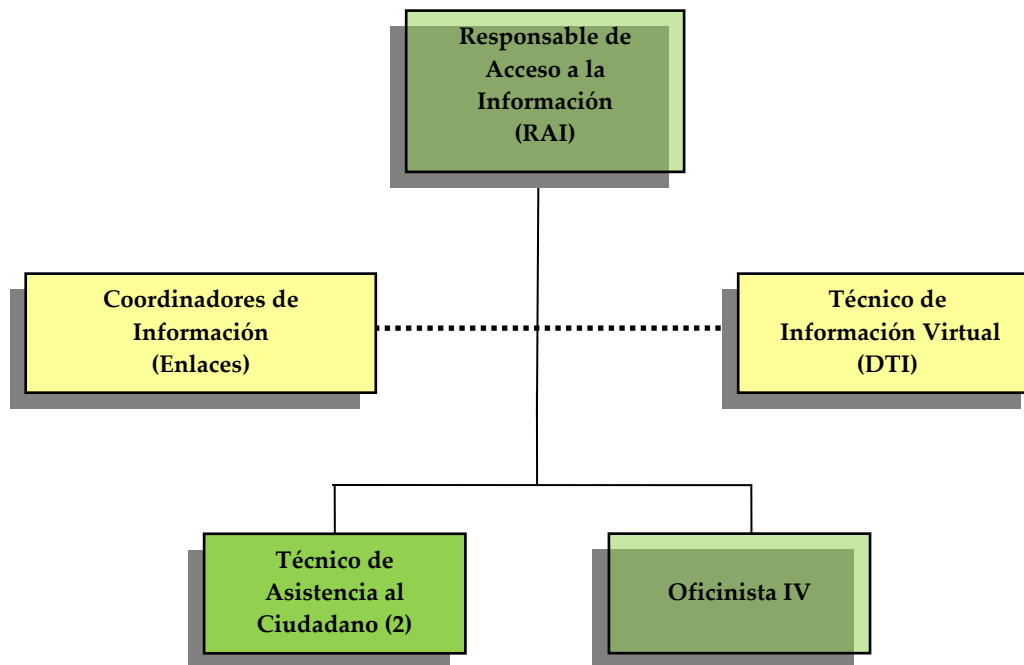 Responsable de
Acceso a la
Información
(RAI)
Coordinadores de
Información
(Enlaces)
Técnico de
Información Virtual
(DTI)
Técnico de
Asistencia al
Ciudadano (2)
Oficinista IV